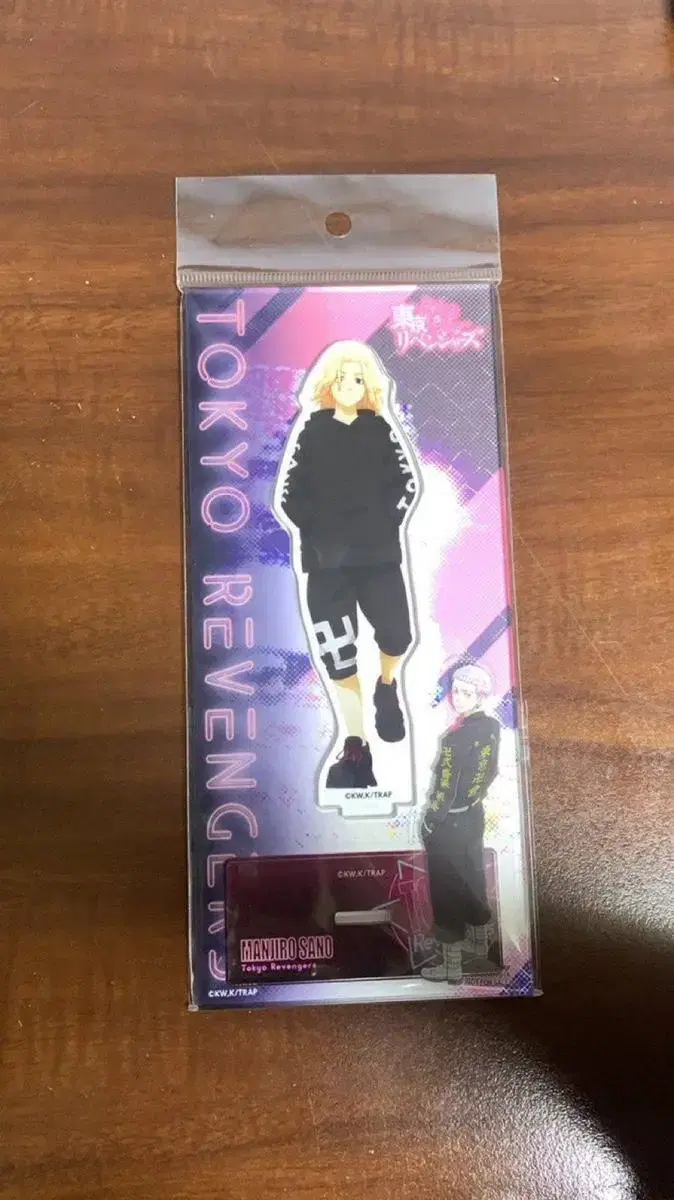 TOKYO REVENGERS
東京
リベンジャーズ
卍
©KW,K/TRAP
©KW,K/TRAP
MANJIRO SANO
Tokyo Revengers
©KW,K/TRAP